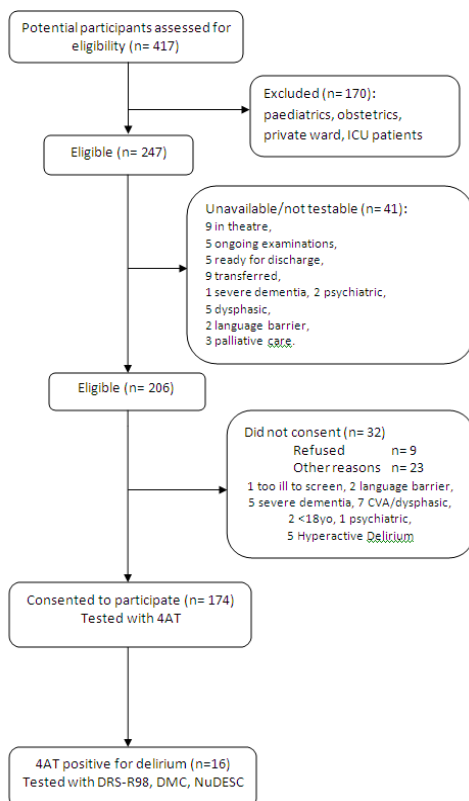 Potential participants assessed for
eligibility (n= 417)
Excluded (n= 170):
paediatrics, obstetrics,
private ward, ICU patients
Eligible (n= 247)
Unavailable/not testable (n= 41):
9 in theatre,
5 ongoing examinations,
5 ready for discharge,
9 transferred,
1 severe dementia, 2 psychiatric,
5 dysphasic,
2 language barrier,
3 palliative care.
Eligible (n= 206)
Did not consent (n= 32)
Refused n= 9
Other reasons n= 23
1 too ill to screen, 2 language barrier,
5 severe dementia, 7 CVA/dysphasic,
2 <18yo, 1 psychiatric,
5 Hyperactive Delirium
Consented to participate (n= 174)
Tested with 4AT
4AT positive for delirium (n=16)
Tested with DRS-R98, DMC, NuDESC